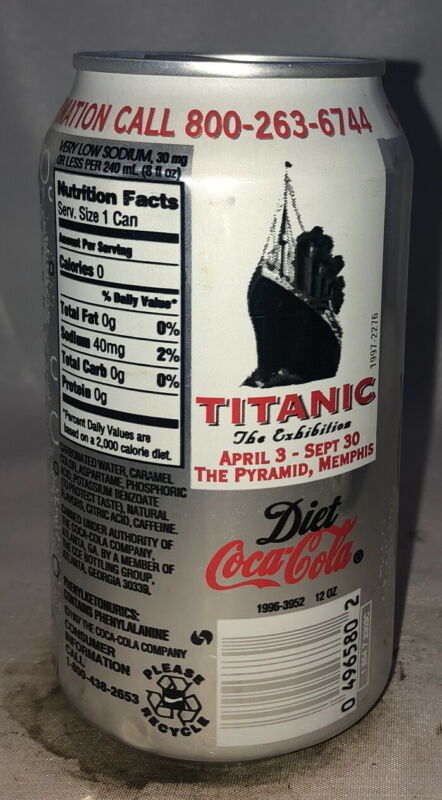 MATION CALL 800-263-6744
VERY LOW SODIUM, 30 mg
OR LESS PER 240 mL (8 fl oz)
Nutrition Facts
Serv. Size 1 Can
Amount Per Serving
Calories 0
% Daily Value*
Total Fat 0g 0%
Sodium 40mg 2%
Total Carb 0g 0%
Protein 0g
*Percent Daily Values are
based on a 2,000 calorie diet.
CARBONATED WATER, CARAMEL
COLOR, ASPARTAME, PHOSPHORIC
ACID, POTASSIUM BENZOATE
(TO PROTECT TASTE), NATURAL
FLAVORS, CITRIC ACID, CAFFEINE.
CANNED UNDER AUTHORITY OF
THE COCA-COLA COMPANY,
ATLANTA, GA. BY A MEMBER OF
CCE BOTTLING GROUP,
ATLANTA, GEORGIA 30339.
PHENYLKETONURICS:
CONTAINS PHENYLALANINE
©1997 THE COCA-COLA COMPANY
CONSUMER
INFORMATION
CALL
1-800-438-2653
PLEASE
RECYCLE
1997-2276
TITANIC
The Exhibition
APRIL 3 - SEPT 30
THE PYRAMID, MEMPHIS
Diet
Coca-Cola®
1996-3952 12 OZ
0 496580 2